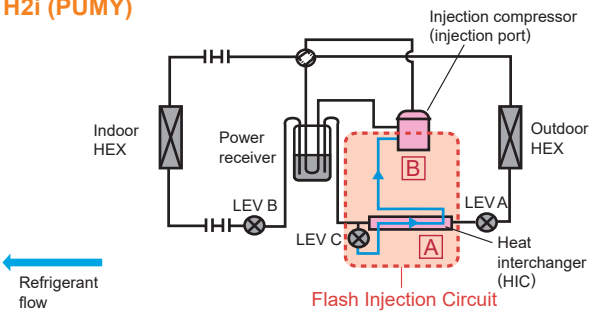 H2i (PUMY)
Injection compressor
(injection port)
Indoor
HEX
Power
receiver
Outdoor
HEX
B
LEV B
LEV A
LEV C
A
Heat
interchanger
(HIC)
Refrigerant
flow
Flash Injection Circuit